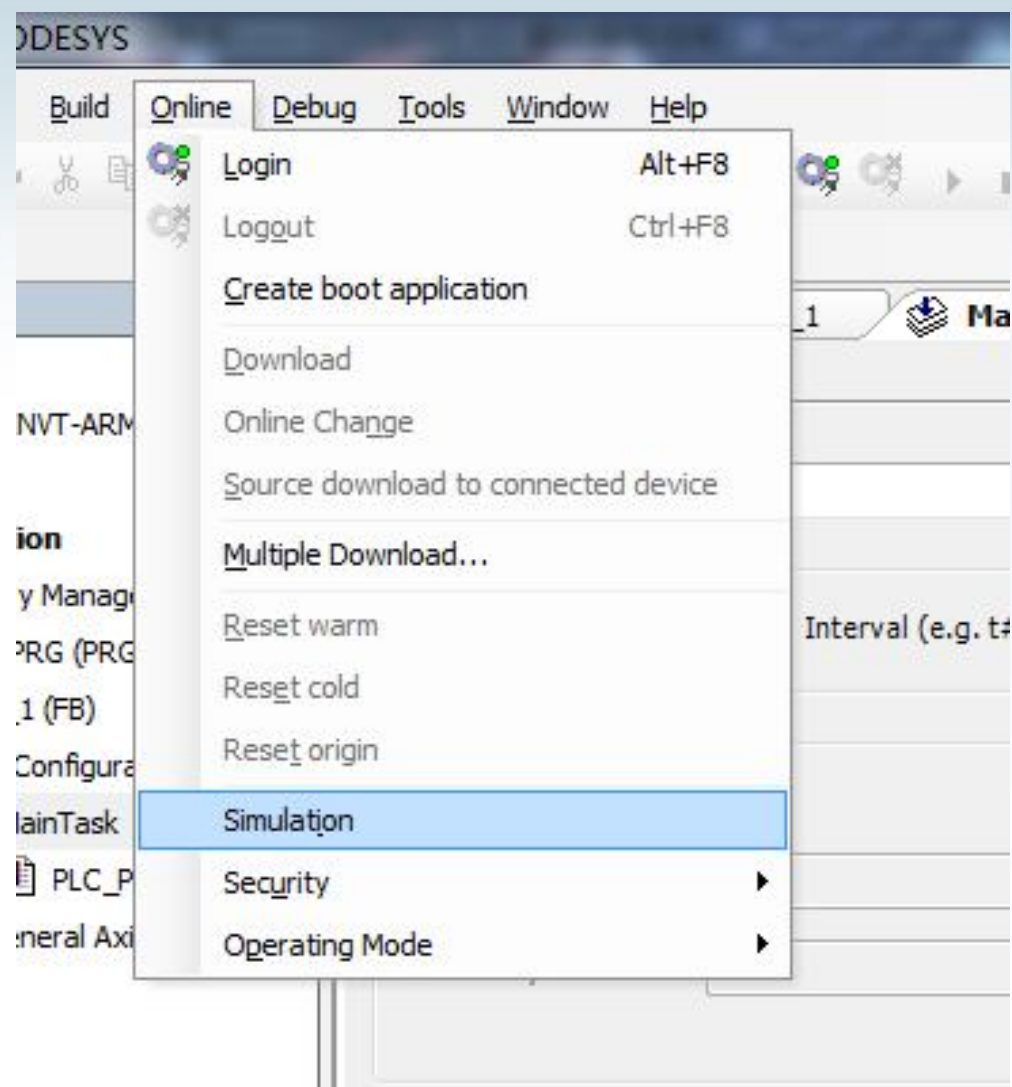 ODESYS
Build Online Debug Tools Window Help
Login Alt+F8
Logout Ctrl+F8
Create boot application
_1 Ma
Download
NVT-ARM
Online Change
Source download to connected device
ion
Multiple Download...
y Manage
Reset warm
Interval (e.g. t#
PRG (PRG
Reset cold
_1 (FB)
Reset origin
Configura
MainTask
Simulation
PLC_P
Security
eneral Axi
Operating Mode